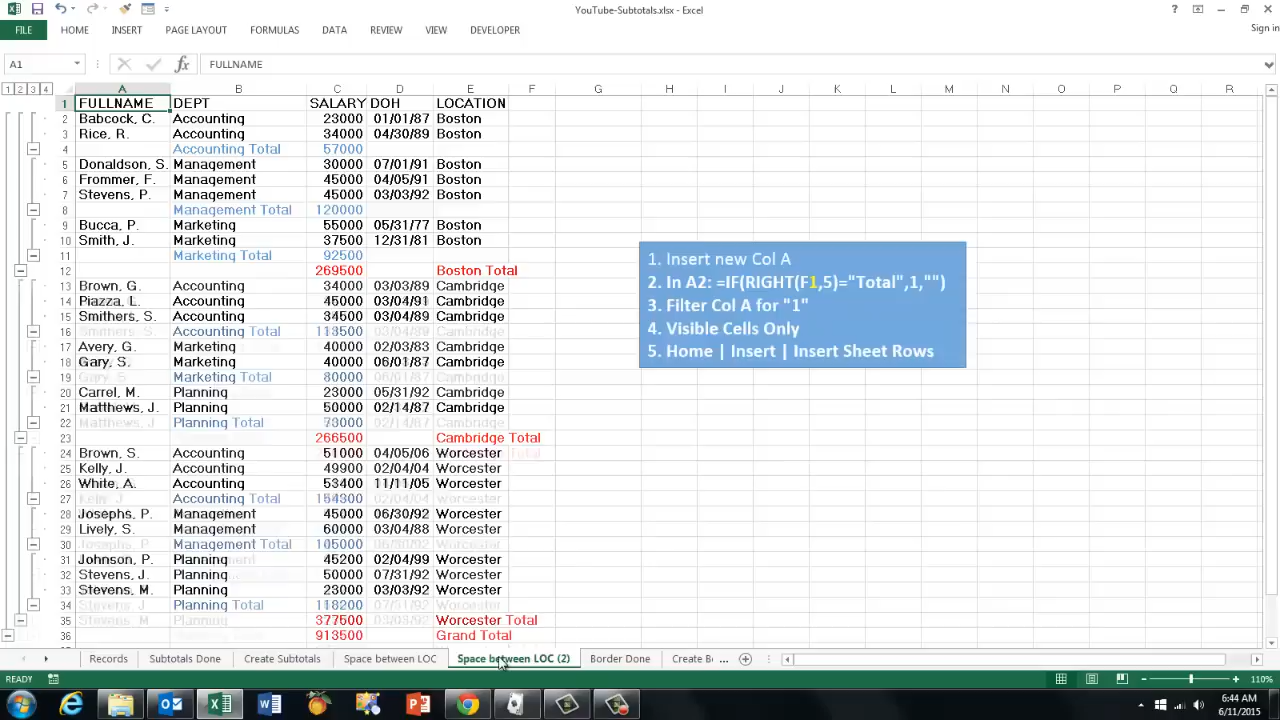 YouTube-Subtotals.xlsx - Excel
FILE HOME INSERT PAGE LAYOUT FORMULAS DATA REVIEW VIEW DEVELOPER Sign in
A1 fx FULLNAME
1 2 3 4 A B C D E F G H I J K L M N O P Q R
1 FULLNAME DEPT SALARY DOH LOCATION
2 Babcock, C. Accounting 23000 01/01/87 Boston
3 Rice, R. Accounting 34000 04/30/89 Boston
4 Accounting Total 57000
5 Donaldson, S. Management 30000 07/01/91 Boston
6 Frommer, F. Management 45000 04/05/91 Boston
7 Stevens, P. Management 45000 03/03/92 Boston
8 Management Total 120000
9 Bucca, P. Marketing 55000 05/31/77 Boston
10 Smith, J. Marketing 37500 12/31/81 Boston
11 Marketing Total 92500
12 269500 Boston Total
13 Brown, G. Accounting 34000 03/03/89 Cambridge
14 Piazza, L. Accounting 45000 03/04/91 Cambridge
15 Smithers, S. Accounting 34500 03/04/89 Cambridge
16 Smithers, S. Accounting Total 113500 03/04/89 Cambridge
17 Avery, G. Marketing 40000 02/03/83 Cambridge
18 Gary, S. Marketing 40000 06/01/87 Cambridge
19 Gary, S. Marketing Total 80000 06/01/87 Cambridge
20 Carrel, M. Planning 23000 05/31/92 Cambridge
21 Matthews, J. Planning 50000 02/14/87 Cambridge
22 Matthews, J. Planning Total 73000 02/14/87 Cambridge
23 266500 Cambridge Total
24 Brown, S. Accounting 51000 04/05/06 Worcester
25 Kelly, J. Accounting 49900 02/04/04 Worcester
26 White, A. Accounting 53400 11/11/05 Worcester
27 Kelly, J. Accounting Total 154300 02/04/04 Worcester
28 Josephs, P. Management 45000 06/30/92 Worcester
29 Lively, S. Management 60000 03/04/88 Worcester
30 Josephs, P. Management Total 105000 06/30/92 Worcester
31 Johnson, P. Planning 45200 02/04/99 Worcester
32 Stevens, J. Planning 50000 07/31/92 Worcester
33 Stevens, M. Planning 23000 03/03/92 Worcester
34 Stevens, J. Planning Total 118200 07/31/92 Worcester
35 Stevens, M. Planning 377500 03/03/92 Worcester Total
36 913500 Grand Total
1. Insert new Col A
2. In A2: =IF(RIGHT(F1,5)="Total",1,"")
3. Filter Col A for "1"
4. Visible Cells Only
5. Home | Insert | Insert Sheet Rows
Records Subtotals Done Create Subtotals Space between LOC Space between LOC (2) Border Done Create B ...
READY 110%
6:44 AM
6/11/2015